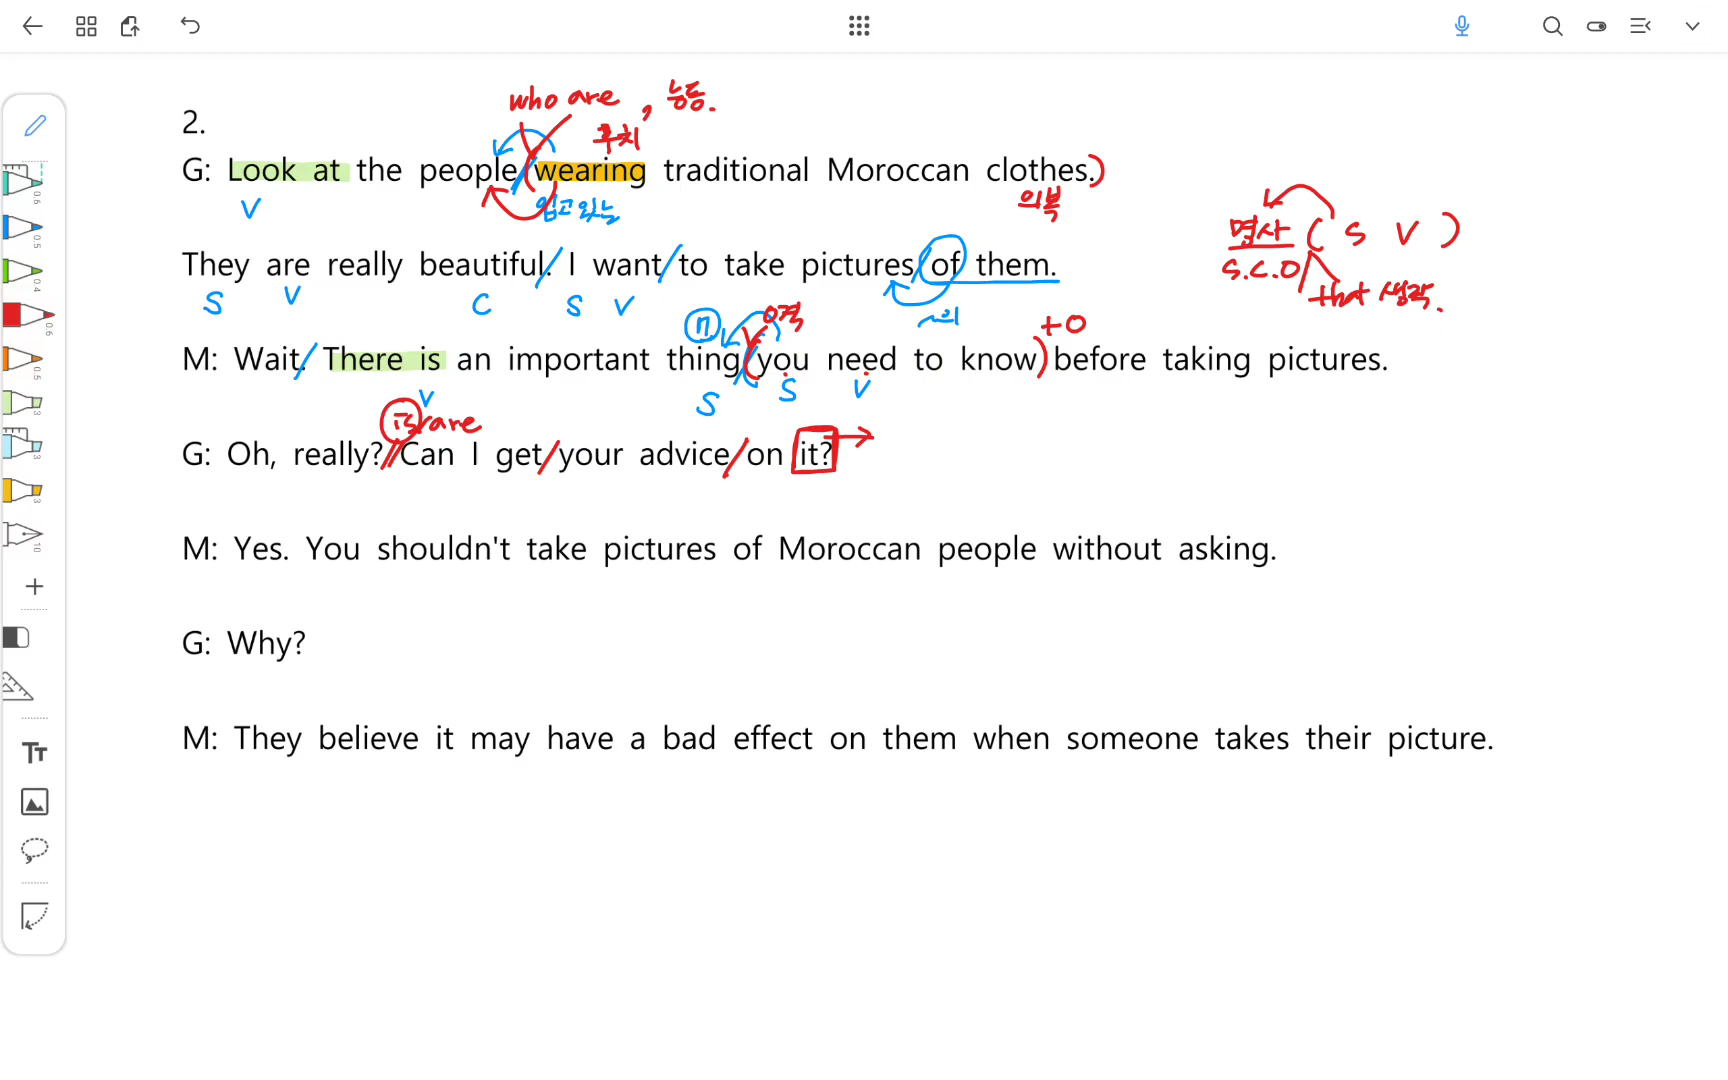 who are , 능동.
2.
후치
G: Look at the people wearing traditional Moroccan clothes.
V 입고 있는 의복
명사 ( S V )
They are really beautiful. I want to take pictures of them.
S.C.O
that 생략.
S V C S V ~의
n 목적 +O
M: Wait. There is an important thing you need to know before taking pictures.
V S S V
is/are
G: Oh, really? Can I get your advice on it?
M: Yes. You shouldn't take pictures of Moroccan people without asking.
G: Why?
M: They believe it may have a bad effect on them when someone takes their picture.